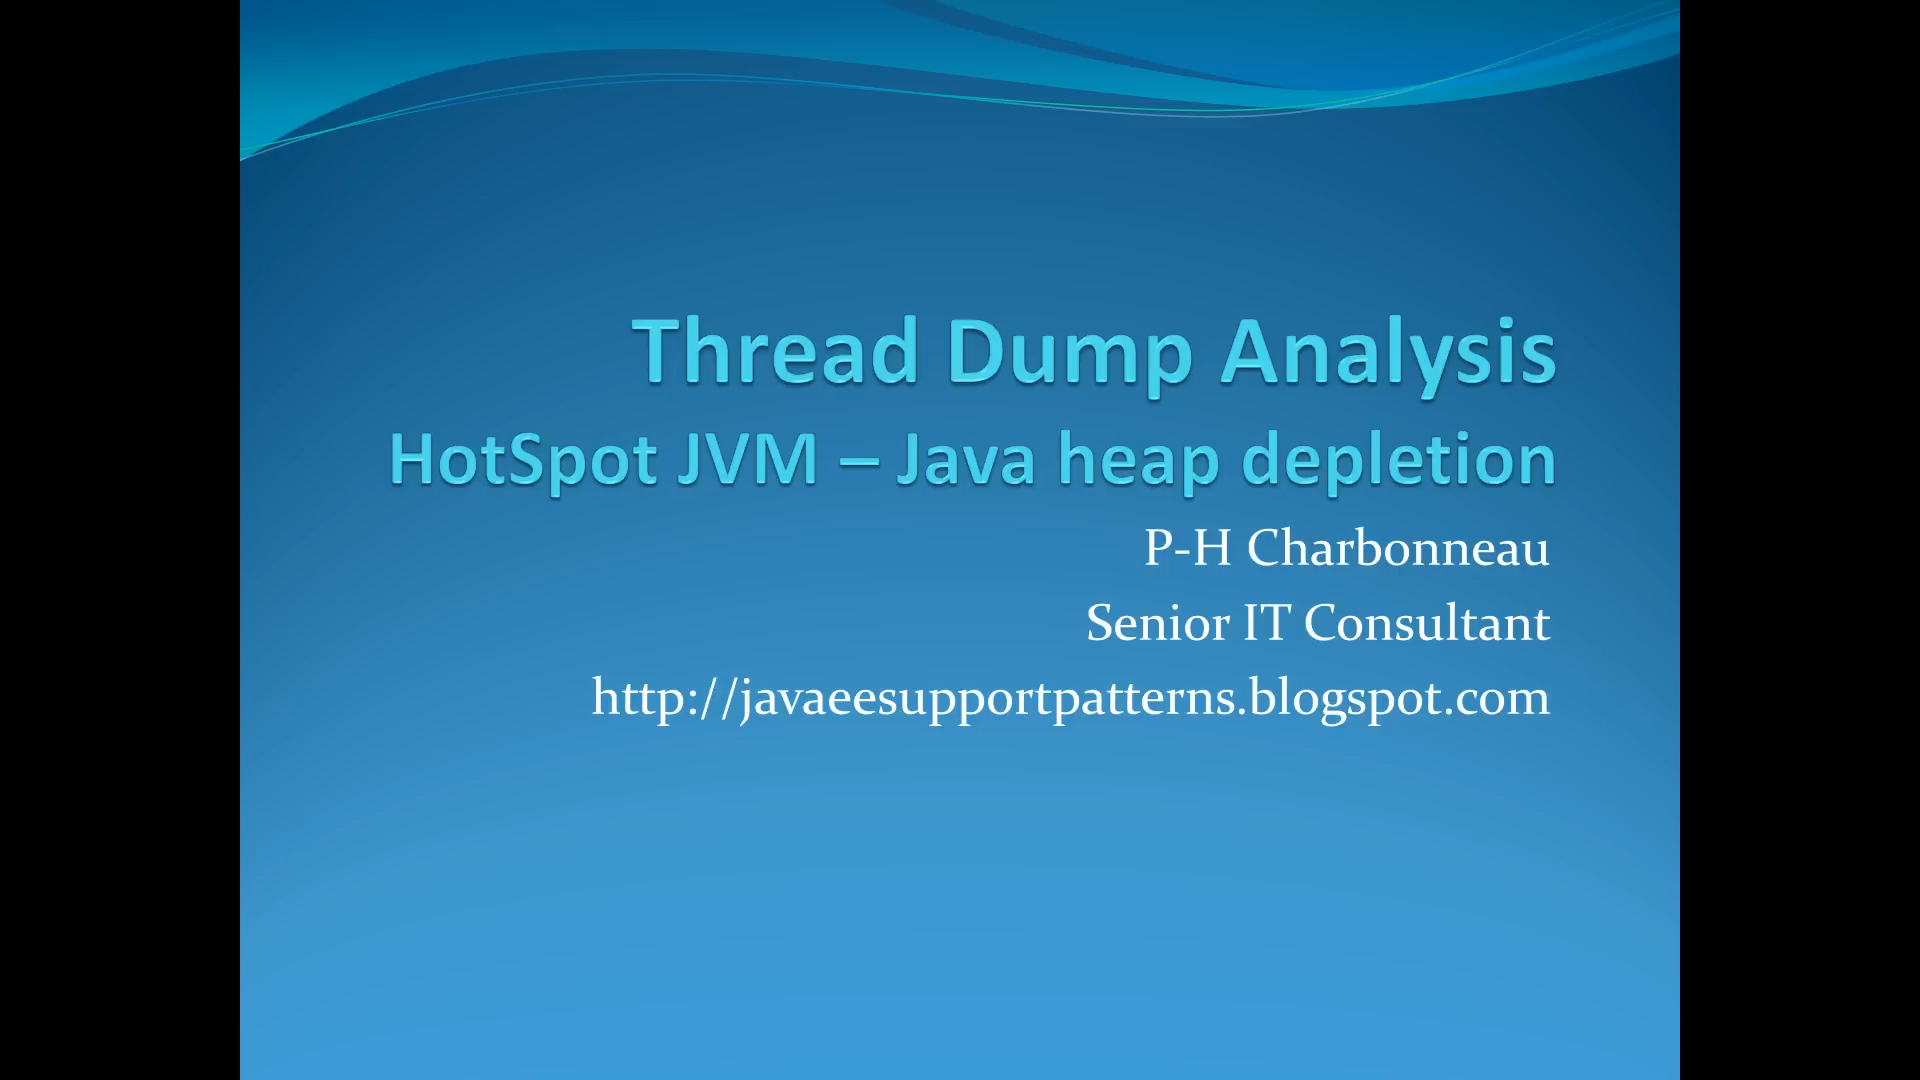 Thread Dump Analysis
HotSpot JVM – Java heap depletion
P-H Charbonneau
Senior IT Consultant
http://javaeesupportpatterns.blogspot.com